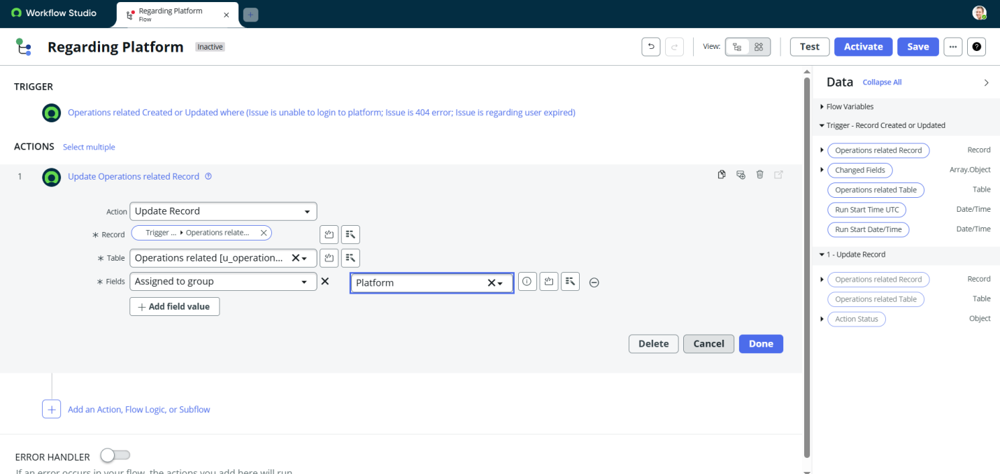 Workflow Studio
Regarding Platform
Flow
Regarding Platform
Inactive
View:
Test
Activate
Save
TRIGGER
Operations related Created or Updated where (Issue is unable to login to platform; Issue is 404 error; Issue is regarding user expired)
ACTIONS
Select multiple
1
Update Operations related Record
Action
Update Record
* Record
Trigger ... ▸ Operations relate...
* Table
Operations related [u_operation...
* Fields
Assigned to group
Platform
+ Add field value
Delete
Cancel
Done
Add an Action, Flow Logic, or Subflow
ERROR HANDLER
If an error occurs in your flow, the actions you add here will run.
Data
Collapse All
Flow Variables
Trigger - Record Created or Updated
Operations related Record
Record
Changed Fields
Array.Object
Operations related Table
Table
Run Start Time UTC
Date/Time
Run Start Date/Time
Date/Time
1 - Update Record
Operations related Record
Record
Operations related Table
Table
Action Status
Object